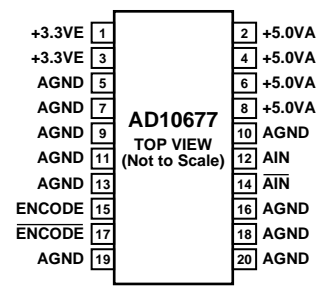 +3.3VE 1 2 +5.0VA
+3.3VE 3 4 +5.0VA
AGND 5 6 +5.0VA
AGND 7 8 +5.0VA
AGND 9 10 AGND
AGND 11 12 AIN
AGND 13 14 A̅I̅N̅
ENCODE 15 16 AGND
E̅N̅C̅O̅D̅E̅ 17 18 AGND
AGND 19 20 AGND
AD10677
TOP VIEW
(Not to Scale)